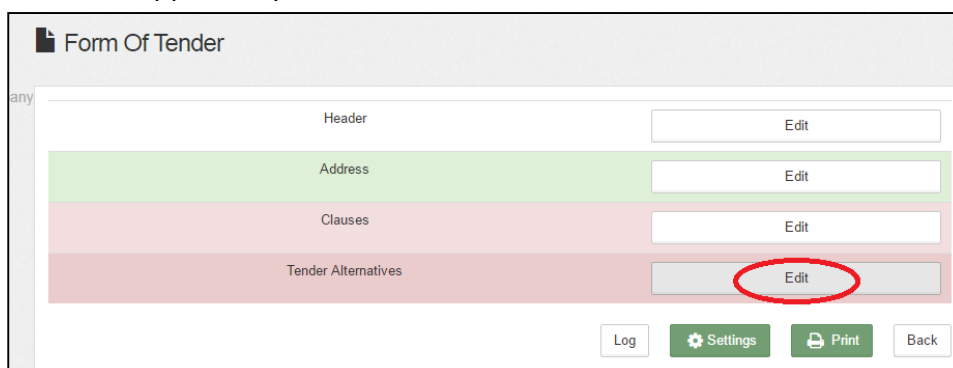 Form Of Tender
any
Header Edit
Address Edit
Clauses Edit
Tender Alternatives Edit
Log Settings Print Back